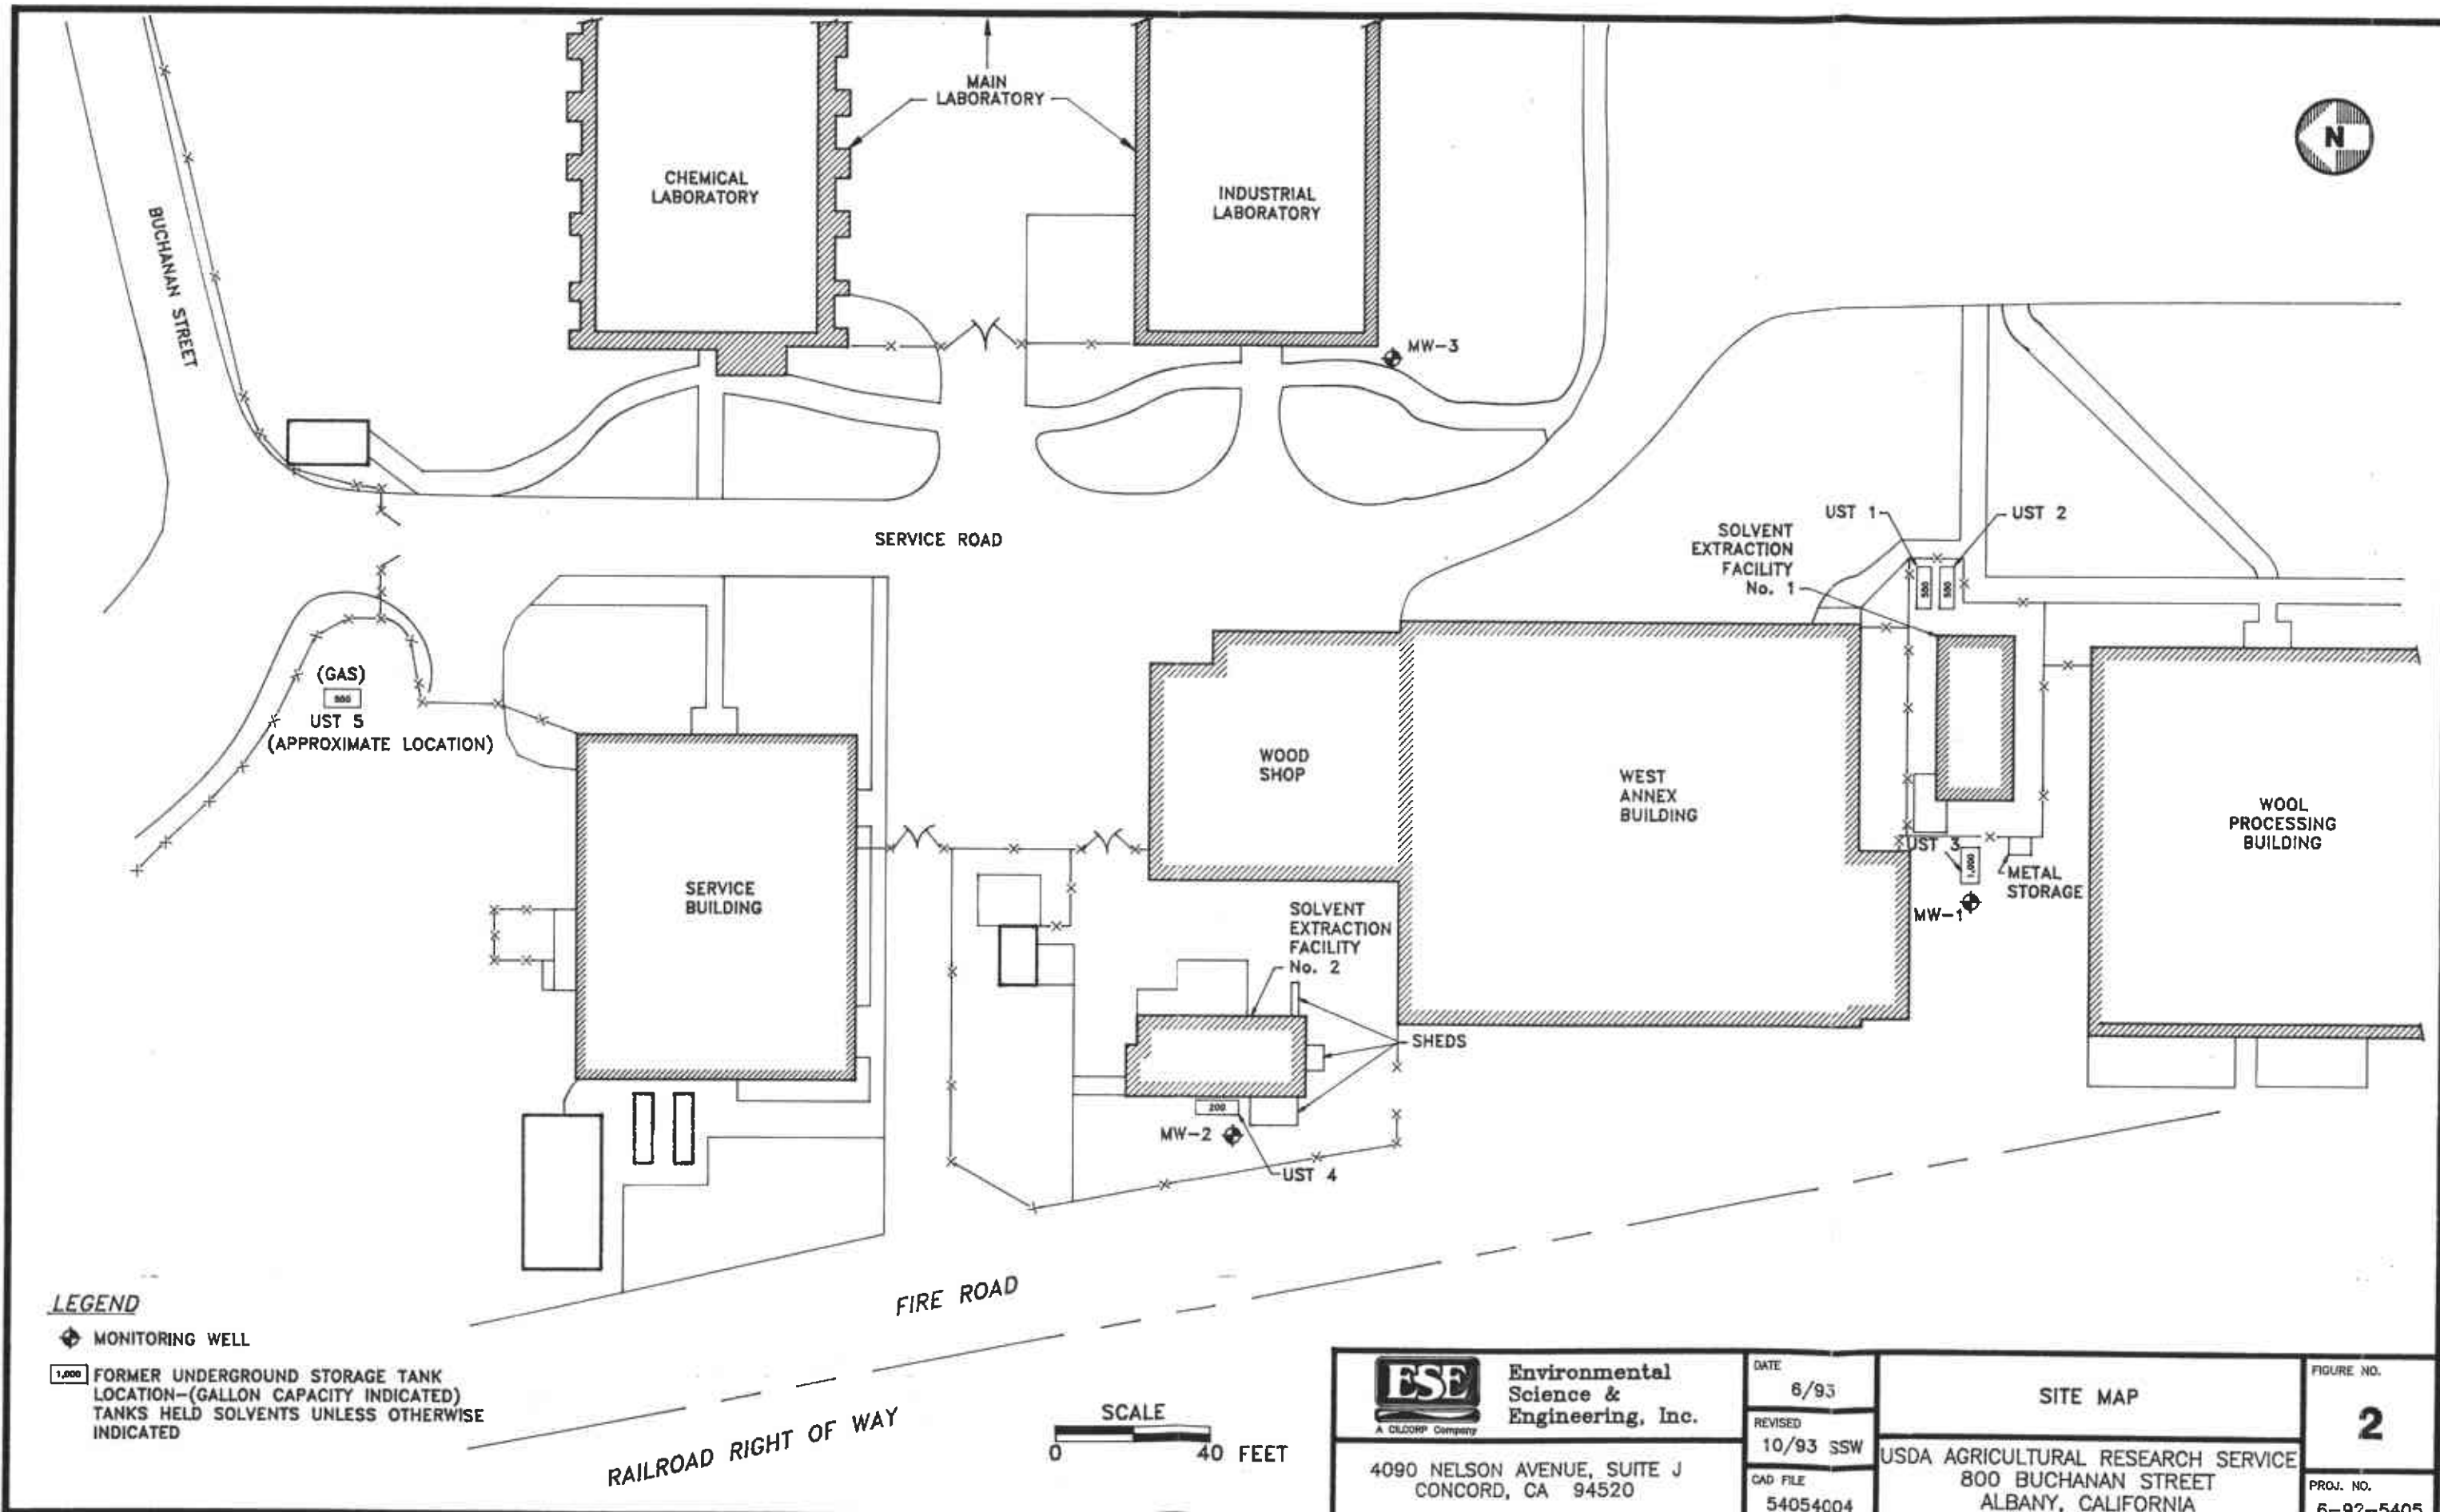 MAIN
LABORATORY
N
CHEMICAL
LABORATORY
INDUSTRIAL
LABORATORY
BUCHANAN STREET
MW-3
SERVICE ROAD
UST 1
UST 2
SOLVENT
EXTRACTION
FACILITY
No. 1
500
500
(GAS)
500
UST 5
(APPROXIMATE LOCATION)
WOOD
SHOP
WEST
ANNEX
BUILDING
WOOL
PROCESSING
BUILDING
UST 3
1,000
METAL
STORAGE
MW-1
SERVICE
BUILDING
SOLVENT
EXTRACTION
FACILITY
No. 2
SHEDS
200
MW-2
UST 4
FIRE ROAD
RAILROAD RIGHT OF WAY
LEGEND
MONITORING WELL
1,000 FORMER UNDERGROUND STORAGE TANK
LOCATION-(GALLON CAPACITY INDICATED)
TANKS HELD SOLVENTS UNLESS OTHERWISE
INDICATED
SCALE
0 40 FEET
ESE
A CILCORP Company
Environmental
Science &
Engineering, Inc.
4090 NELSON AVENUE, SUITE J
CONCORD, CA 94520
DATE
6/93
REVISED
10/93 SSW
CAD FILE
54054004
SITE MAP
USDA AGRICULTURAL RESEARCH SERVICE
800 BUCHANAN STREET
ALBANY, CALIFORNIA
FIGURE NO.
2
PROJ. NO.
6-92-5405